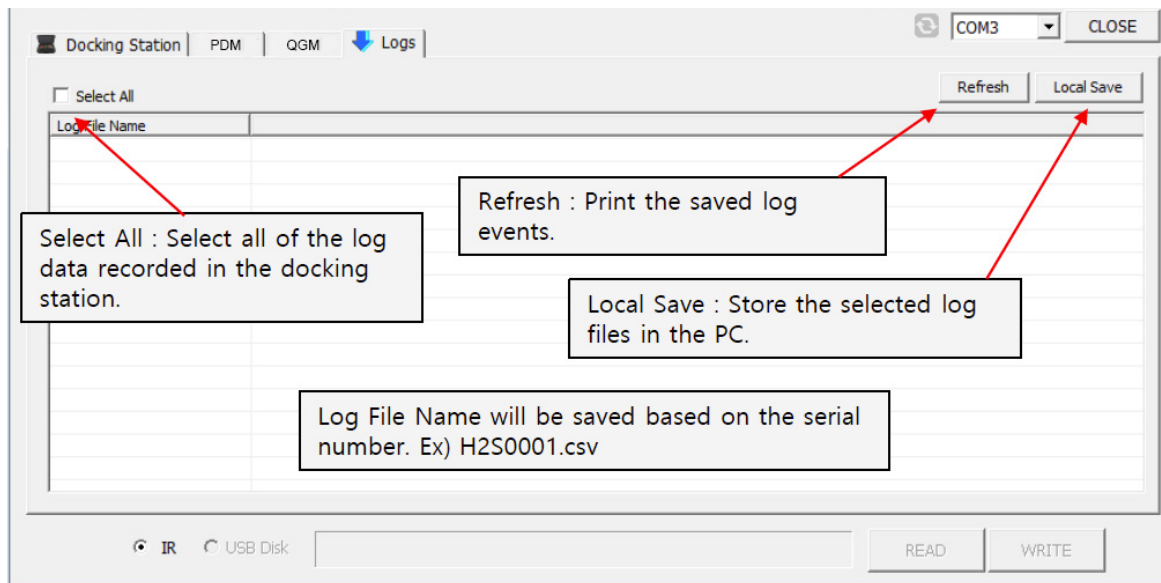 COM3 CLOSE
Docking Station PDM QGM Logs
Refresh Local Save
Select All
Log File Name
Refresh : Print the saved log
events.
Select All : Select all of the log
data recorded in the docking
station.
Local Save : Store the selected log
files in the PC.
Log File Name will be saved based on the serial
number. Ex) H2S0001.csv
IR USB Disk READ WRITE